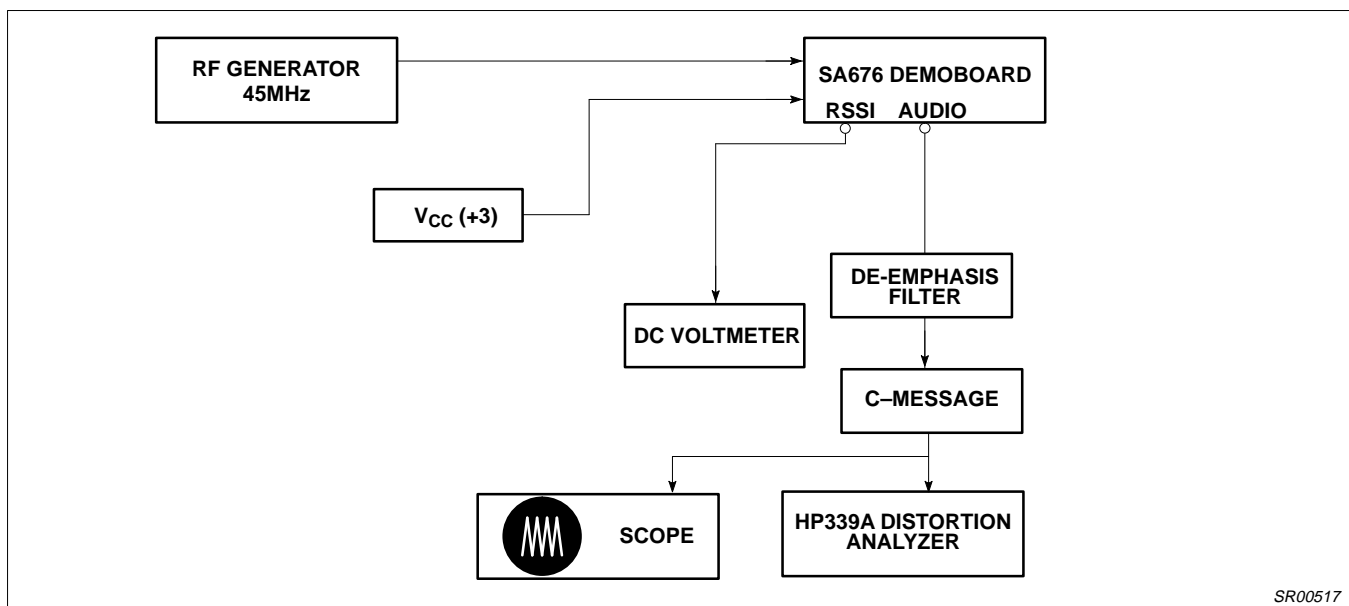 RF GENERATOR
45MHz
SA676 DEMOBOARD
RSSI AUDIO
VCC (+3)
DE-EMPHASIS
FILTER
DC VOLTMETER
C–MESSAGE
SCOPE
HP339A DISTORTION
ANALYZER
SR00517